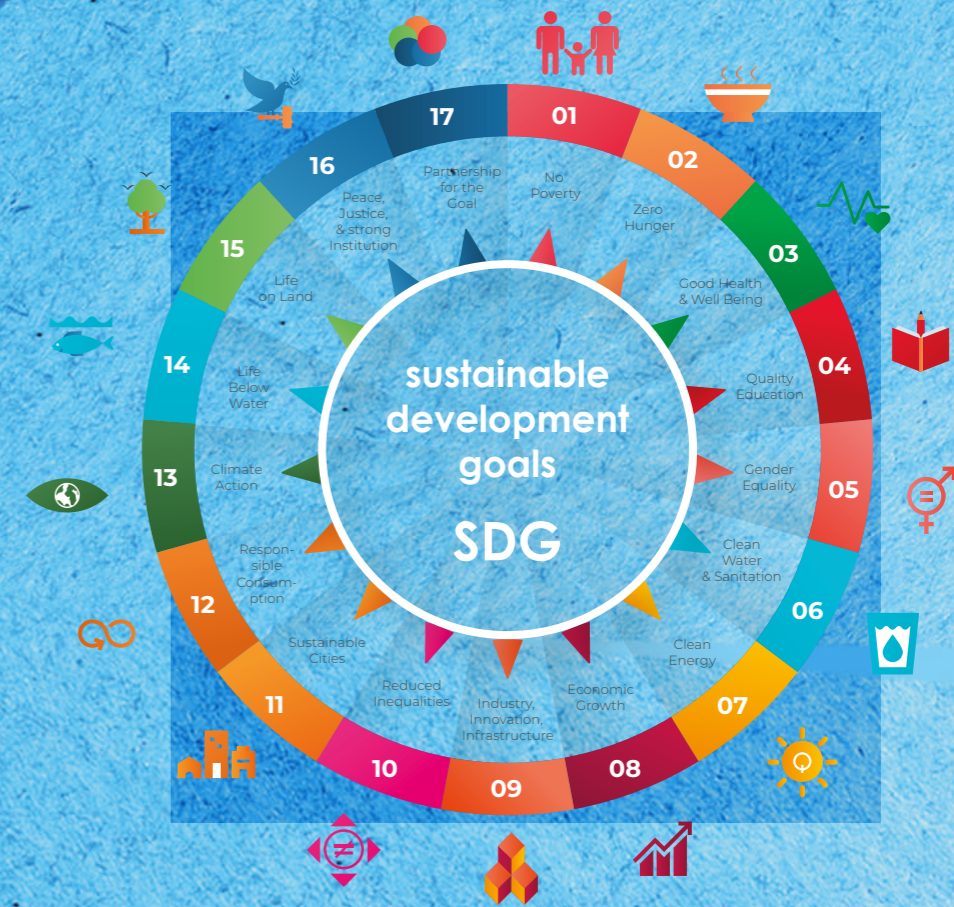 01
No
Poverty
02
Zero
Hunger
03
Good Health
& Well Being
04
Quality
Education
05
Gender
Equality
06
Clean
Water
& Sanitation
07
Clean
Energy
08
Economic
Growth
09
Industry,
Innovation,
Infrastructure
10
Reduced
Inequalities
11
Sustainable
Cities
12
Respon-
sible
Consum-
ption
13
Climate
Action
14
Life
Below
Water
15
Life
on Land
16
Peace,
Justice,
& strong
Institution
17
Partnership
for the
Goal
sustainable
development
goals
SDG